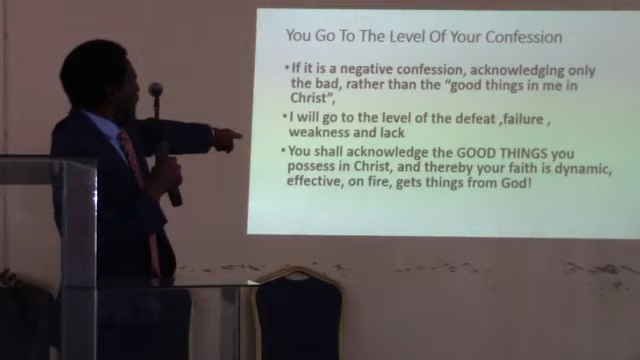 You Go To The Level Of Your Confession
• If it is a negative confession, acknowledging only
the bad, rather than the “good things in me in
Christ”,
• I will go to the level of the defeat ,failure ,
weakness and lack
• You shall acknowledge the GOOD THINGS you
possess in Christ, and thereby your faith is dynamic,
effective, on fire, gets things from God!